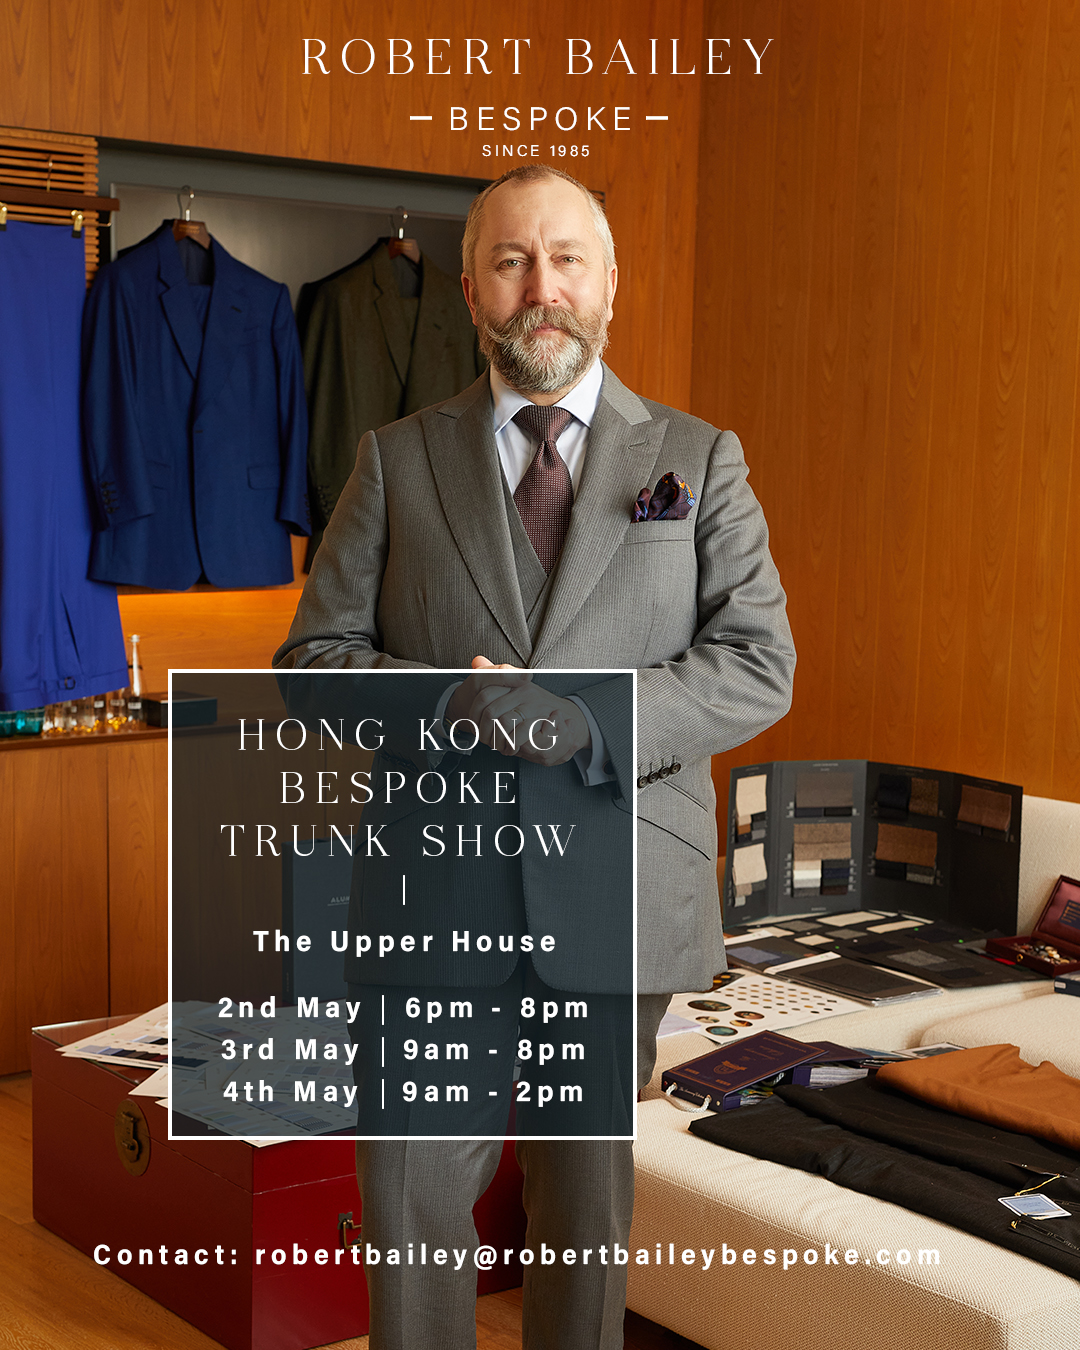 ROBERT BAILEY
BESPOKE
SINCE 1985
HONG KONG
BESPOKE
TRUNK SHOW
The Upper House
2nd May | 6pm - 8pm
3rd May | 9am - 8pm
4th May | 9am - 2pm
Contact: robertbailey@robertbaileybespoke.com